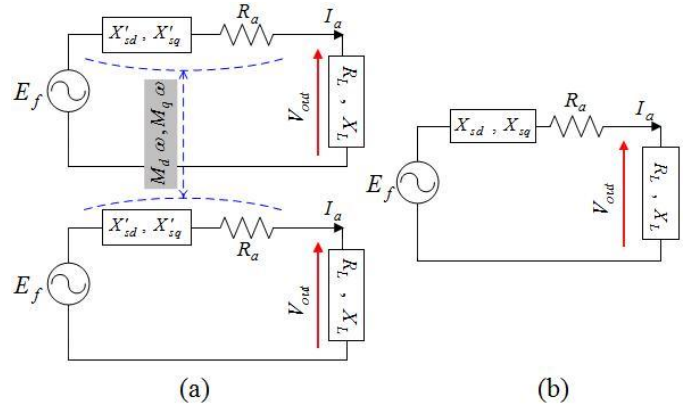 X'sd , X'sq
Ra
Ia
Ef
Vout
RL , XL
Md ω, Mq ω
X'sd , X'sq
Ra
Ia
Ef
Vout
RL , XL
(a)
Xsd , Xsq
Ra
Ia
Ef
Vout
RL , XL
(b)